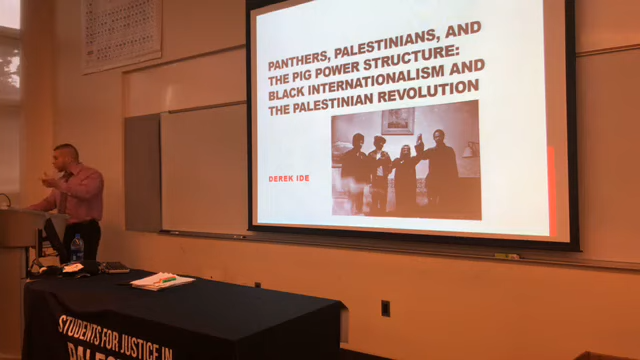 PANTHERS, PALESTINIANS, AND
THE PIG POWER STRUCTURE:
BLACK INTERNATIONALISM AND
THE PALESTINIAN REVOLUTION
DEREK IDE
STUDENTS FOR JUSTICE IN